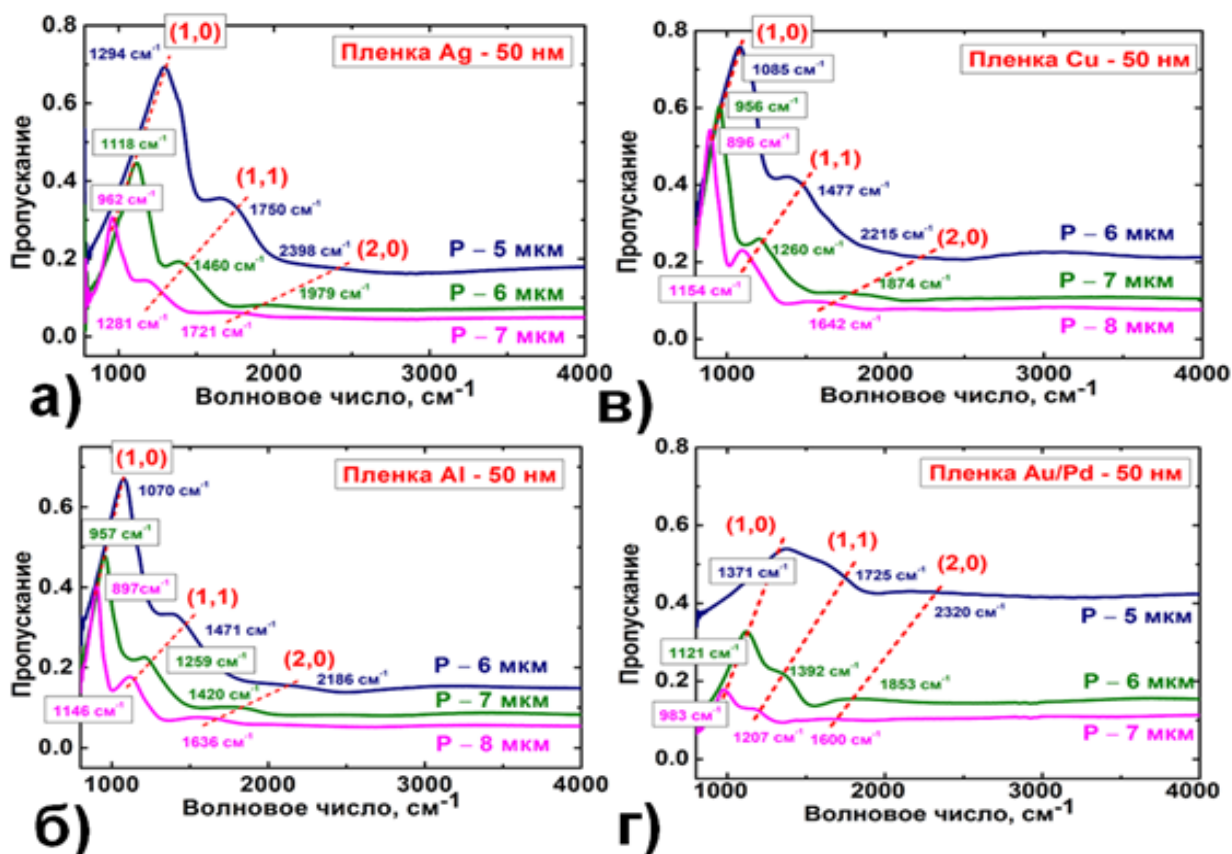 Пленка Ag - 50 нм
(1,0)
1294 см⁻¹
1118 см⁻¹
962 см⁻¹
(1,1)
1750 см⁻¹
2398 см⁻¹
(2,0)
1460 см⁻¹
1979 см⁻¹
1281 см⁻¹
1721 см⁻¹
P – 5 мкм
P – 6 мкм
P – 7 мкм
Пропускание
0.8
0.6
0.4
0.2
0.0
1000 2000 3000 4000
Волновое число, см⁻¹
а)
Пленка Cu - 50 нм
(1,0)
1085 см⁻¹
956 см⁻¹
896 см⁻¹
(1,1)
1477 см⁻¹
2215 см⁻¹
(2,0)
1260 см⁻¹
1874 см⁻¹
1154 см⁻¹
1642 см⁻¹
P – 6 мкм
P – 7 мкм
P – 8 мкм
Пропускание
0.8
0.6
0.4
0.2
0.0
1000 2000 3000 4000
Волновое число, см⁻¹
в)
Пленка Al - 50 нм
(1,0)
1070 см⁻¹
957 см⁻¹
897см⁻¹
(1,1)
1471 см⁻¹
1259 см⁻¹
(2,0)
2186 см⁻¹
1420 см⁻¹
1146 см⁻¹
1636 см⁻¹
P – 6 мкм
P – 7 мкм
P – 8 мкм
Пропускание
0.6
0.4
0.2
0.0
1000 2000 3000 4000
Волновое число, см⁻¹
б)
Пленка Au/Pd - 50 нм
(1,0)
1371 см⁻¹
(1,1)
1725 см⁻¹
(2,0)
2320 см⁻¹
1121 см⁻¹
1392 см⁻¹
1853 см⁻¹
983 см⁻¹
1207 см⁻¹
1600 см⁻¹
P – 5 мкм
P – 6 мкм
P – 7 мкм
Пропускание
0.8
0.6
0.4
0.2
0.0
1000 2000 3000 4000
Волновое число, см⁻¹
г)